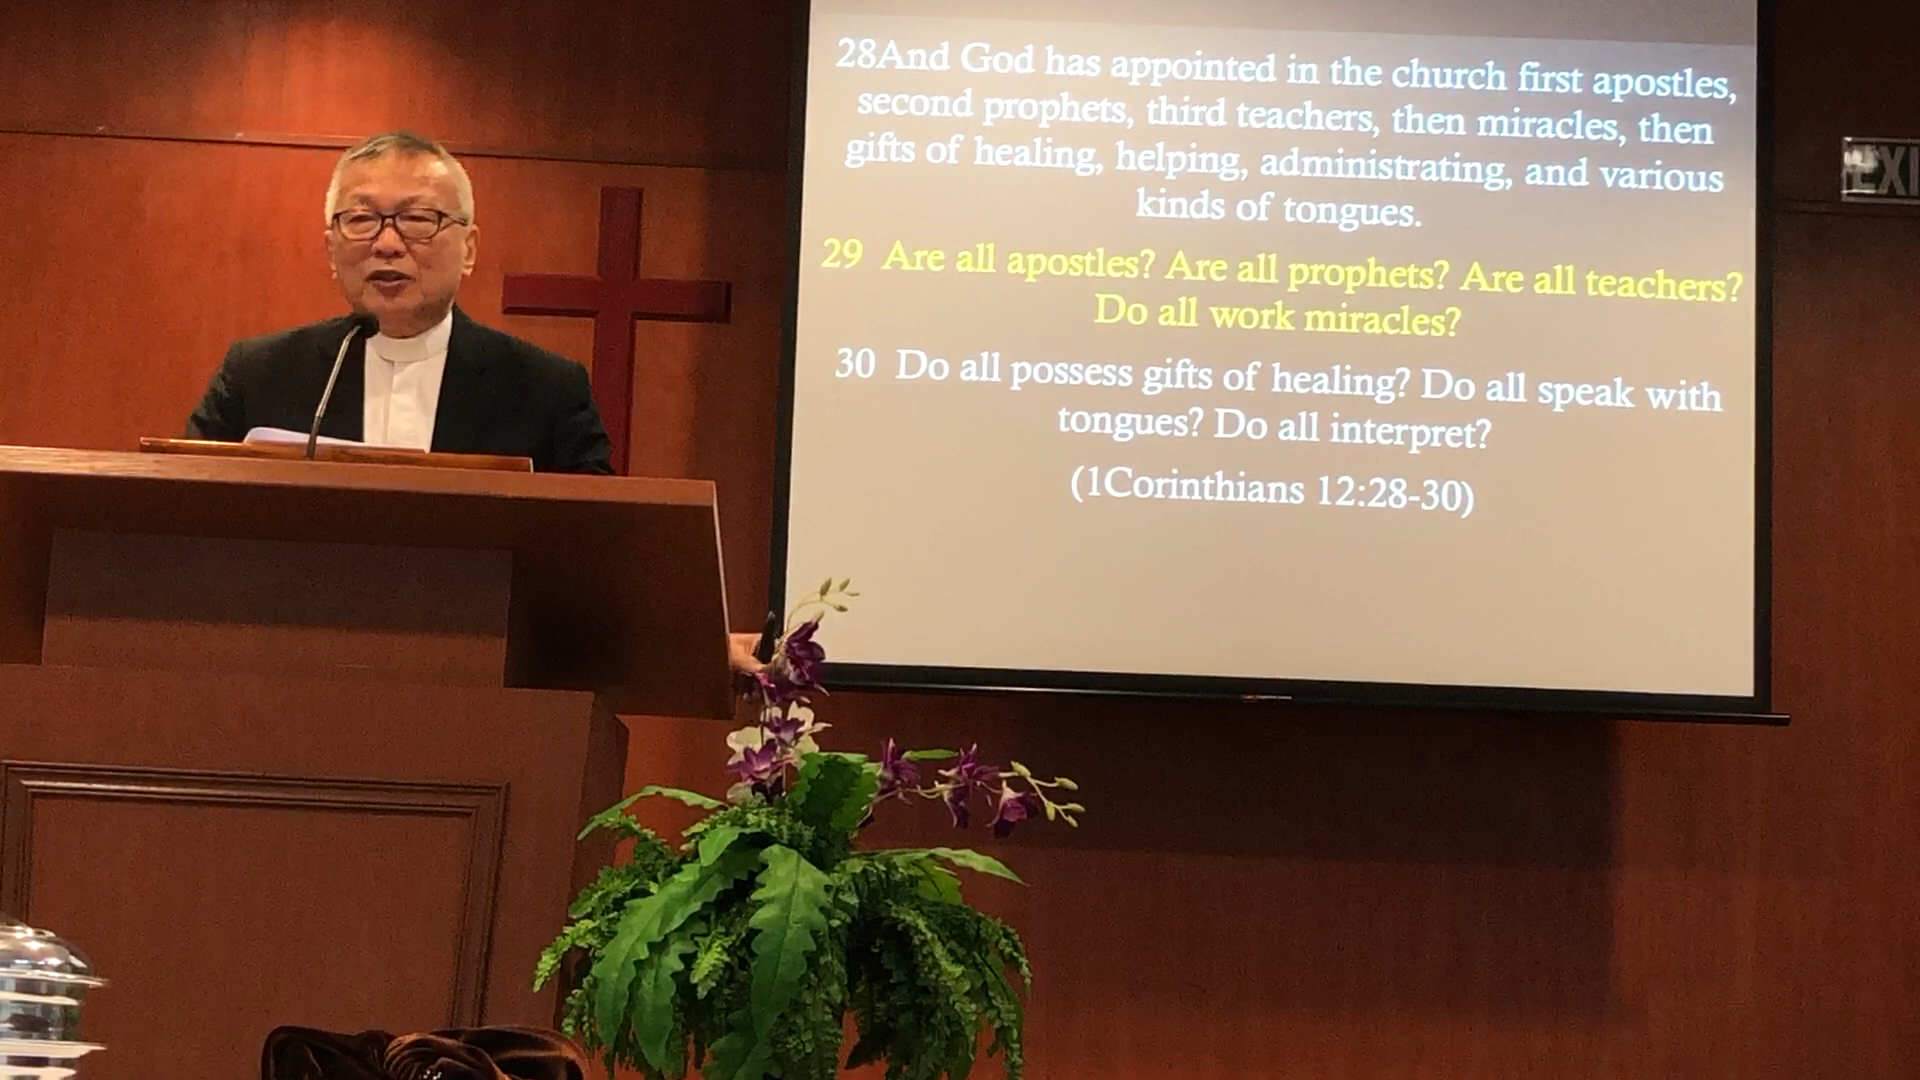 28And God has appointed in the church first apostles,
second prophets, third teachers, then miracles, then
gifts of healing, helping, administrating, and various
kinds of tongues.
29 Are all apostles? Are all prophets? Are all teachers?
Do all work miracles?
30 Do all possess gifts of healing? Do all speak with
tongues? Do all interpret?
(1Corinthians 12:28-30)
EXI